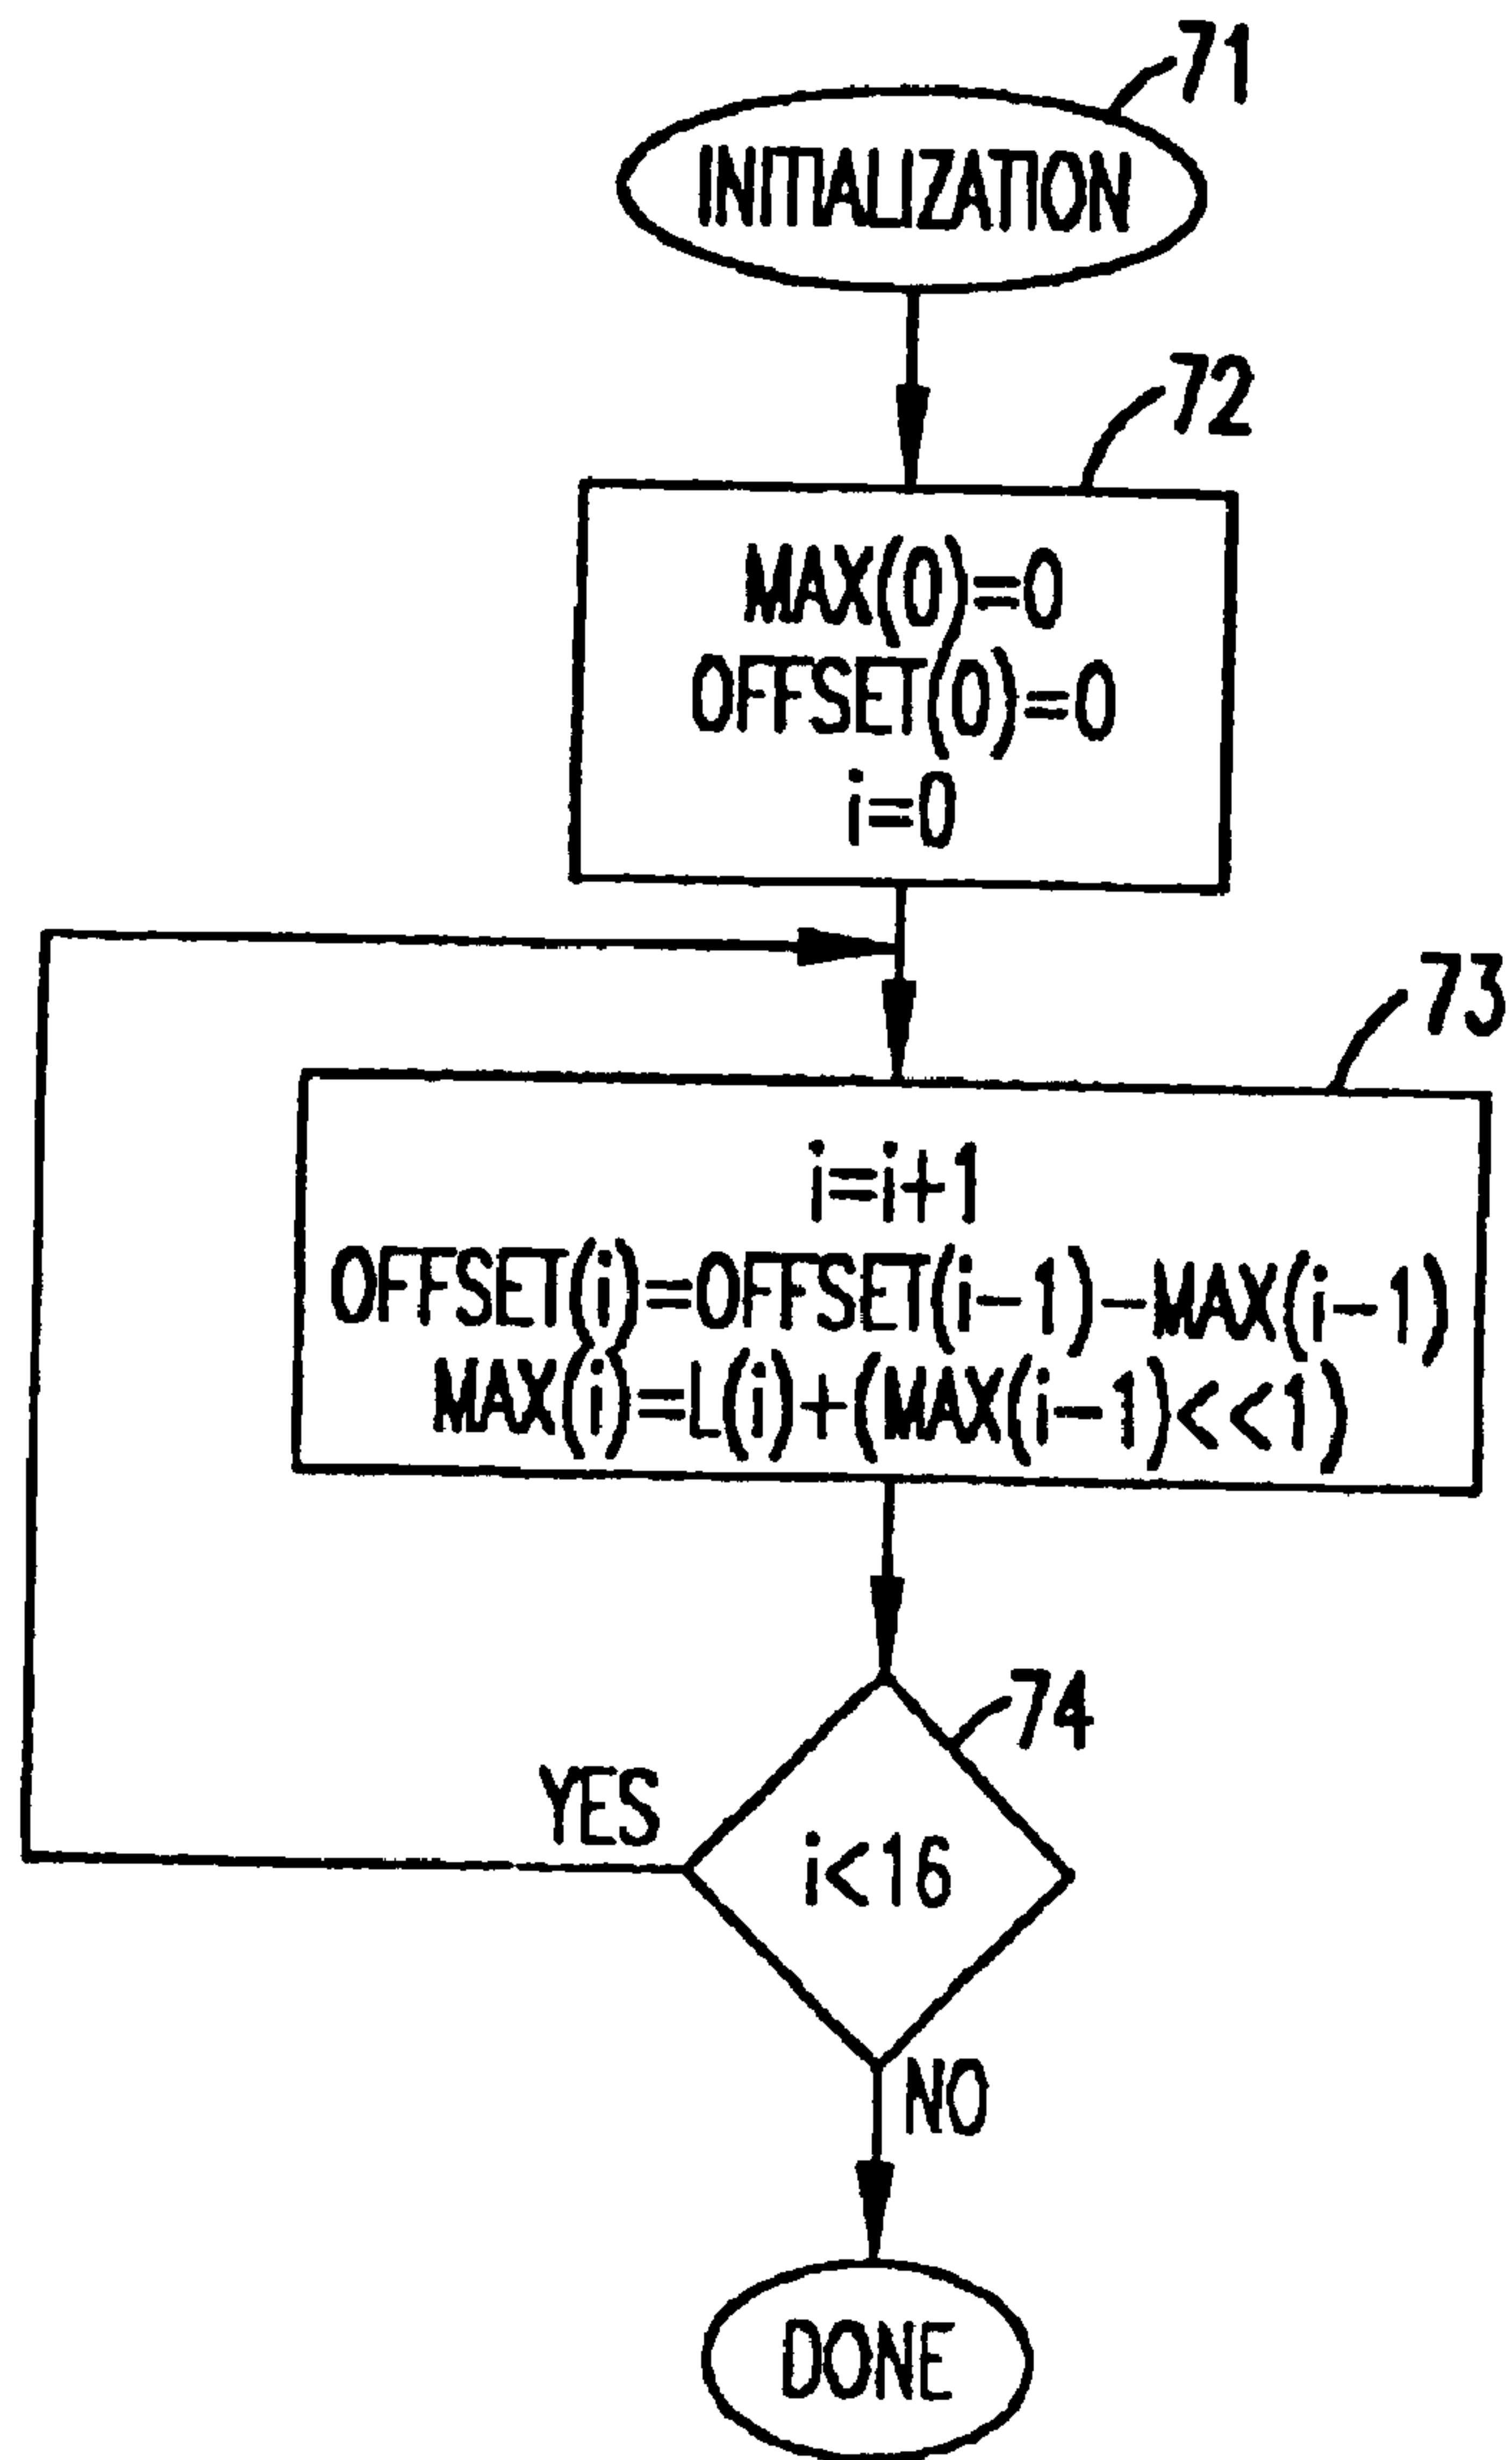 71
INITIALIZATION
72
MAX(0)=0
OFFSET(0)=0
i=0
73
i=i+1
OFFSET(i)=OFFSET(i-1)-MAX(i-1)
MAX(i)=L(i)+(MAX(i-1)<<1)
74
YES
i<16
NO
DONE